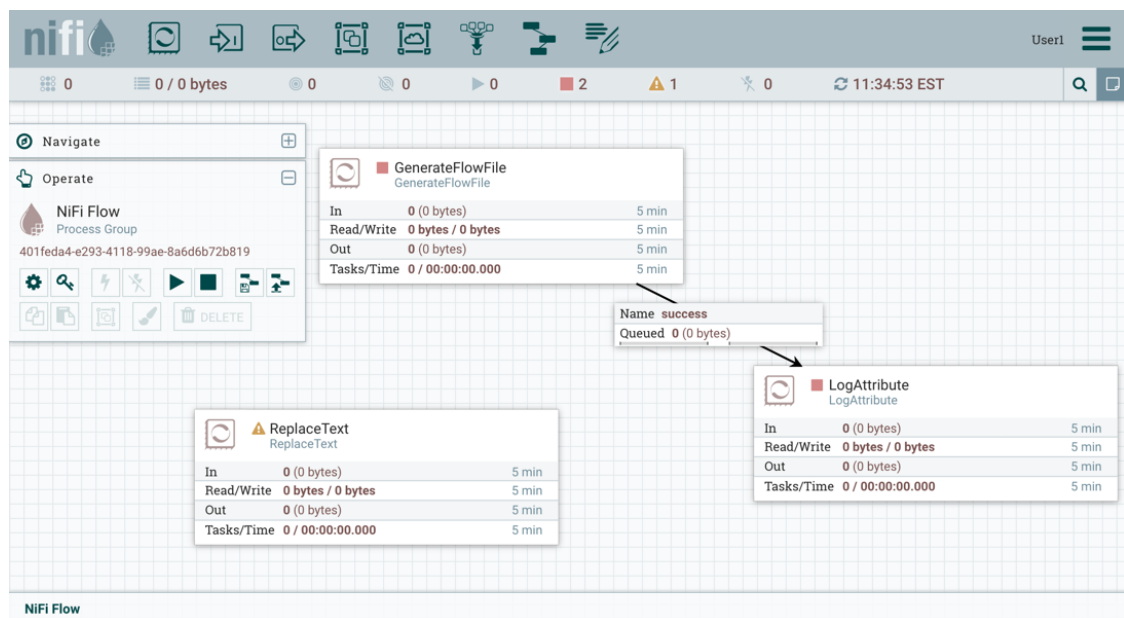 nifi
User1
0
0 / 0 bytes
0
0
0
2
1
0
11:34:53 EST
Navigate
Operate
NiFi Flow
Process Group
401feda4-e293-4118-99ae-8a6d6b72b819
DELETE
GenerateFlowFile
GenerateFlowFile
In 0 (0 bytes) 5 min
Read/Write 0 bytes / 0 bytes 5 min
Out 0 (0 bytes) 5 min
Tasks/Time 0 / 00:00:00.000 5 min
Name success
Queued 0 (0 bytes)
LogAttribute
LogAttribute
In 0 (0 bytes) 5 min
Read/Write 0 bytes / 0 bytes 5 min
Out 0 (0 bytes) 5 min
Tasks/Time 0 / 00:00:00.000 5 min
ReplaceText
ReplaceText
In 0 (0 bytes) 5 min
Read/Write 0 bytes / 0 bytes 5 min
Out 0 (0 bytes) 5 min
Tasks/Time 0 / 00:00:00.000 5 min
NiFi Flow